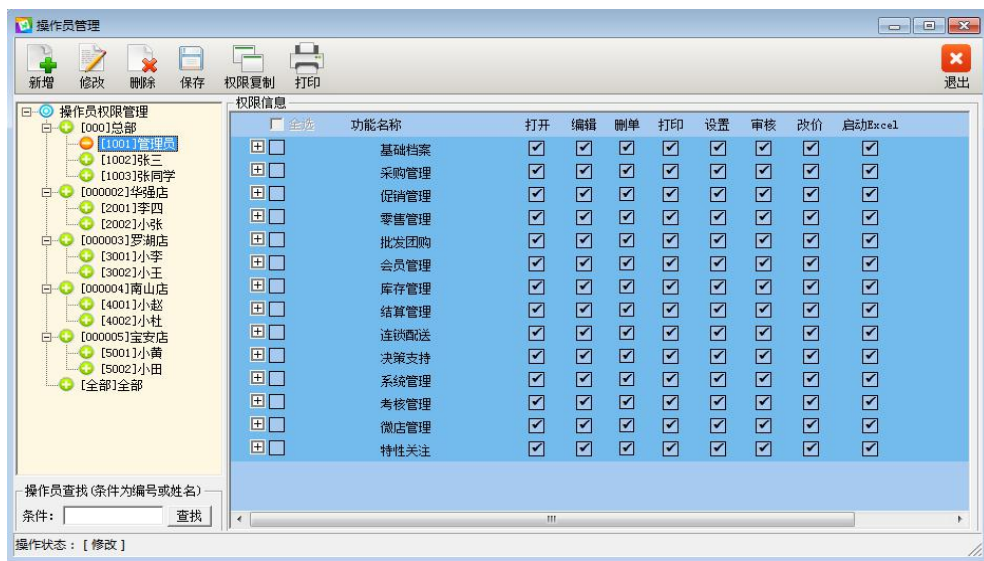 操作员管理
新增 修改 删除 保存 权限复制 打印 退出
操作员权限管理
[000]总部
[1001]管理员
[1002]张三
[1003]张同学
[000002]华强店
[2001]李四
[2002]小张
[000003]罗湖店
[3001]小李
[3002]小王
[000004]南山店
[4001]小赵
[4002]小杜
[000005]宝安店
[5001]小黄
[5002]小田
[全部]全部
操作员查找(条件为编号或姓名)
条件: 查找
权限信息
全选 功能名称 打开 编辑 删单 打印 设置 审核 改价 启动Excel
基础档案
采购管理
促销管理
零售管理
批发团购
会员管理
库存管理
结算管理
连锁配送
决策支持
系统管理
考核管理
微店管理
特性关注
操作状态:[修改]